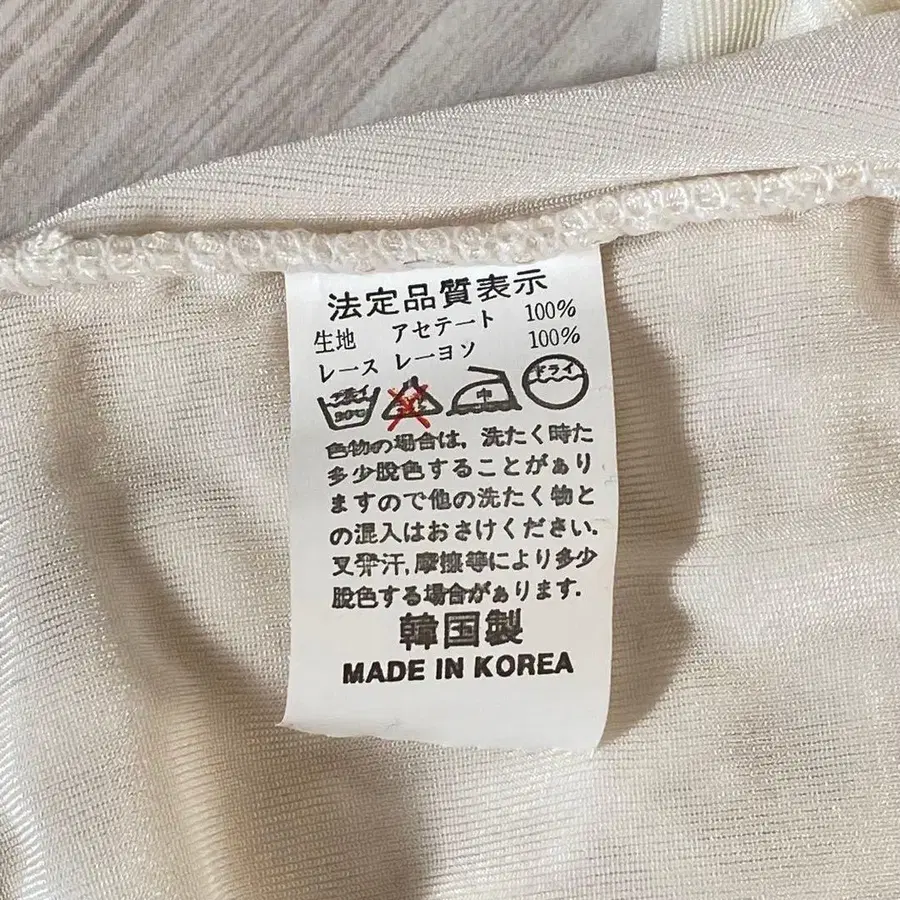 法定品質表示
生地 アセテート 100%
レース レーヨソ 100%
中 ドライ
色物の場合は、洗たく時た
多少脱色することがぁり
ますので他の洗たく物と
の混入はおさけください.
又発汗,摩擦等により多少
脱色する場合がぁります.
韓国製
MADE IN KOREA